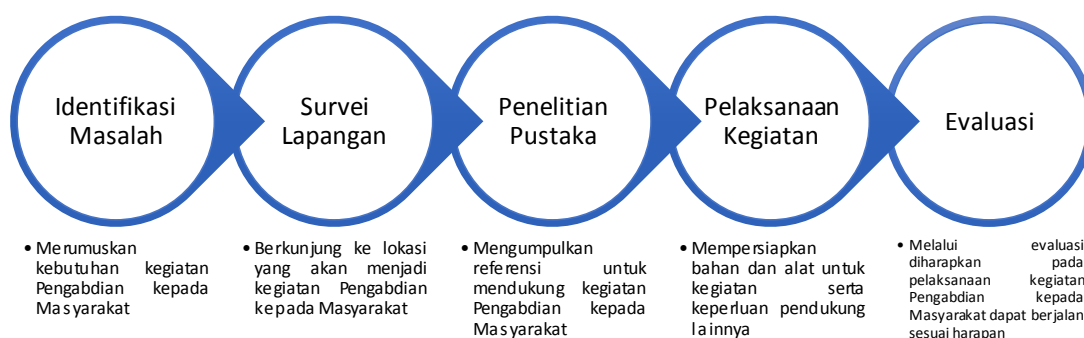 Identifikasi
Masalah
• Merumuskan
kebutuhan kegiatan
Pengabdian kepada
Masyarakat
Survei
Lapangan
• Berkunjung ke lokasi
yang akan menjadi
kegiatan Pengabdian
kepada Masyarakat
Penelitian
Pustaka
• Mengumpulkan
referensi untuk
mendukung kegiatan
Pengabdian kepada
Masyarakat
Pelaksanaan
Kegiatan
• Mempersiapkan
bahan dan alat untuk
kegiatan serta
keperluan pendukung
lainnya
Evaluasi
• Melalui evaluasi
diharapkan pada
pelaksanaan kegiatan
Pengabdian kepada
Masyarakat dapat berjalan
sesuai harapan